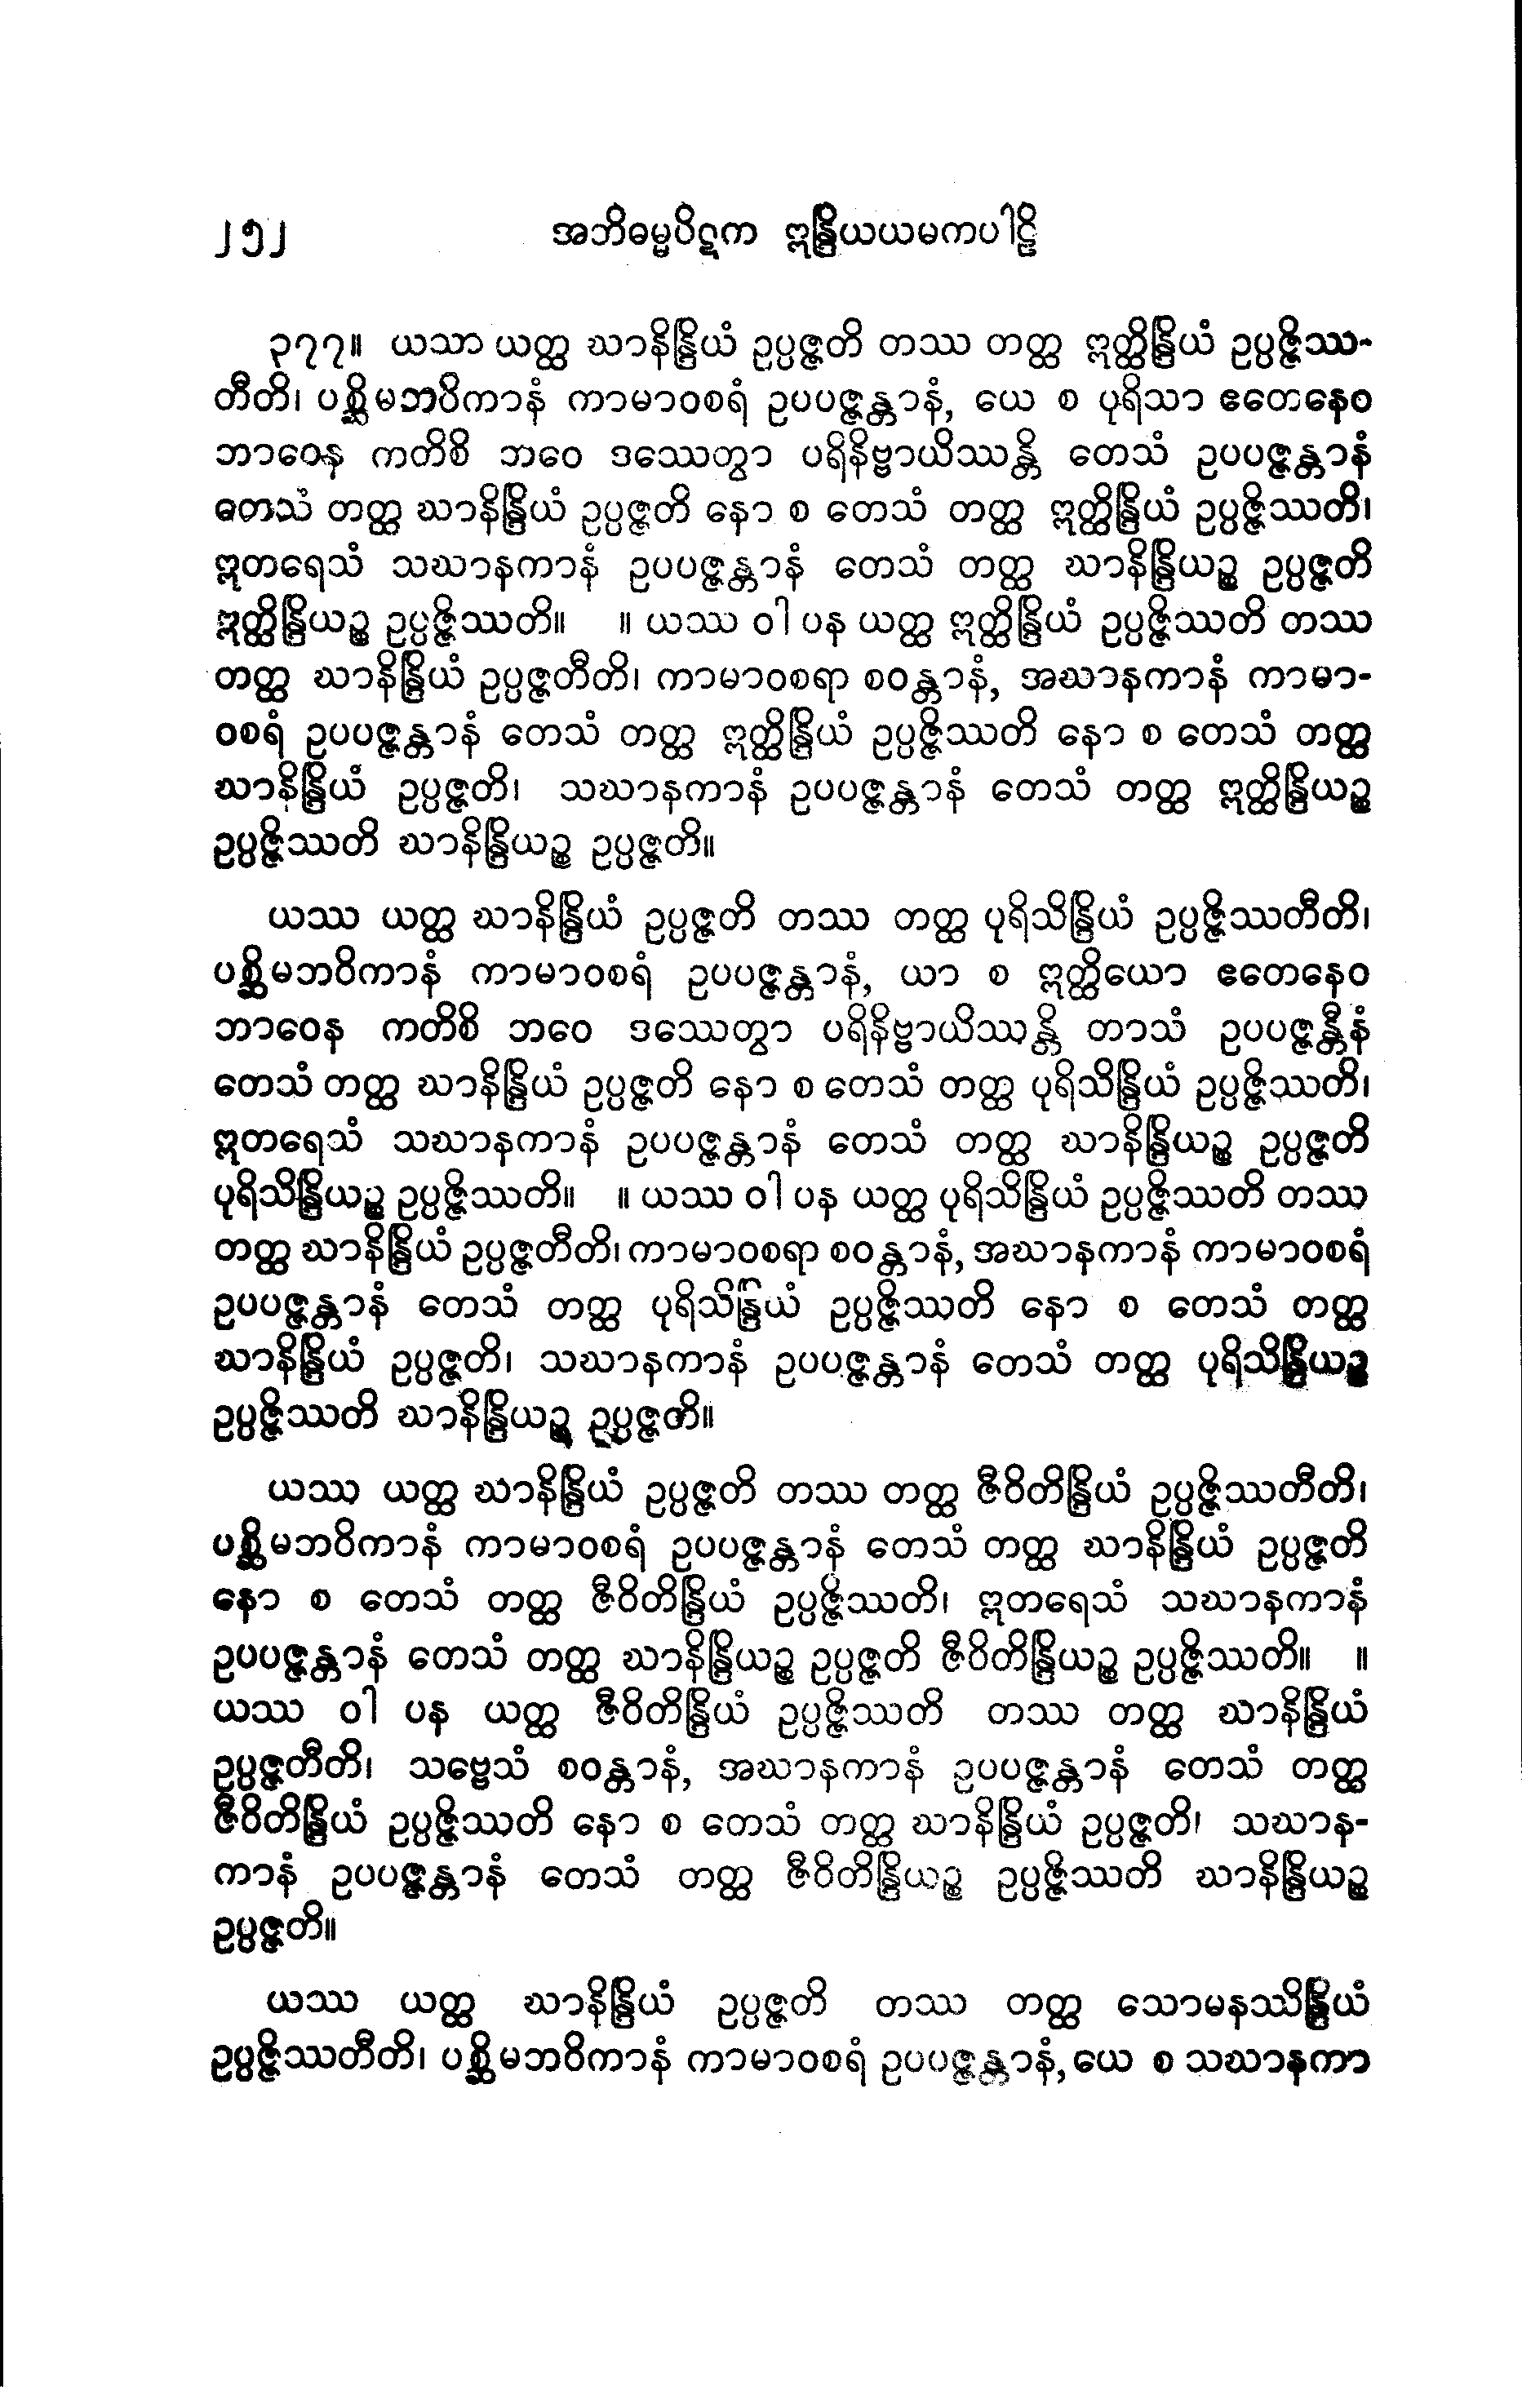 ၂၅၂ အဘိဓမ္မပိဋက ဣန္ဒြိယယမကပါဠိ
၃၇၇။ ယသာ ယတ္ထ ဃာနိန္ဒြိယံ ဥပ္ပဇ္ဇတိ တဿ တတ္ထ ဣတ္ထိန္ဒြိယံ ဥပ္ပဇ္ဇိဿ-
တီတိ၊ ပစ္ဆိမဘဝိကာနံ ကာမာဝစရံ ဥပပဇ္ဇန္တာနံ, ယေ စ ပုရိသာ ဧတေနေဝ
ဘာဝေန ကတိစိ ဘဝေ ဒဿေတွာ ပရိနိဗ္ဗာယိဿန္တိ တေသံ ဥပပဇ္ဇန္တာနံ
တေသံ တတ္ထ ဃာနိန္ဒြိယံ ဥပ္ပဇ္ဇတိ နော စ တေသံ တတ္ထ ဣတ္ထိန္ဒြိယံ ဥပ္ပဇ္ဇိဿတိ၊
ဣတရေသံ သဃာနကာနံ ဥပပဇ္ဇန္တာနံ တေသံ တတ္ထ ဃာနိန္ဒြိယဉ္စ ဥပ္ပဇ္ဇတိ
ဣတ္ထိန္ဒြိယဉ္စ ဥပ္ပဇ္ဇိဿတိ။ ။ ယဿ ဝါ ပန ယတ္ထ ဣတ္ထိန္ဒြိယံ ဥပ္ပဇ္ဇိဿတိ တဿ
တတ္ထ ဃာနိန္ဒြိယံ ဥပ္ပဇ္ဇတီတိ၊ ကာမာဝစရာ စဝန္တာနံ, အဃာနကာနံ ကာမာ-
ဝစရံ ဥပပဇ္ဇန္တာနံ တေသံ တတ္ထ ဣတ္ထိန္ဒြိယံ ဥပ္ပဇ္ဇိဿတိ နော စ တေသံ တတ္ထ
ဃာနိန္ဒြိယံ ဥပ္ပဇ္ဇတိ၊ သဃာနကာနံ ဥပပဇ္ဇန္တာနံ တေသံ တတ္ထ ဣတ္ထိန္ဒြိယဉ္စ
ဥပ္ပဇ္ဇိဿတိ ဃာနိန္ဒြိယဉ္စ ဥပ္ပဇ္ဇတိ။
ယဿ ယတ္ထ ဃာနိန္ဒြိယံ ဥပ္ပဇ္ဇတိ တဿ တတ္ထ ပုရိသိန္ဒြိယံ ဥပ္ပဇ္ဇိဿတီတိ၊
ပစ္ဆိမဘဝိကာနံ ကာမာဝစရံ ဥပပဇ္ဇန္တာနံ, ယာ စ ဣတ္ထိယော ဧတေနေဝ
ဘာဝေန ကတိစိ ဘဝေ ဒဿေတွာ ပရိနိဗ္ဗာယိဿန္တိ တာသံ ဥပပဇ္ဇန္တီနံ
တေသံ တတ္ထ ဃာနိန္ဒြိယံ ဥပ္ပဇ္ဇတိ နော စ တေသံ တတ္ထ ပုရိသိန္ဒြိယံ ဥပ္ပဇ္ဇိဿတိ၊
ဣတရေသံ သဃာနကာနံ ဥပပဇ္ဇန္တာနံ တေသံ တတ္ထ ဃာနိန္ဒြိယဉ္စ ဥပ္ပဇ္ဇတိ
ပုရိသိန္ဒြိယဉ္စ ဥပ္ပဇ္ဇိဿတိ။ ။ ယဿ ဝါ ပန ယတ္ထ ပုရိသိန္ဒြိယံ ဥပ္ပဇ္ဇိဿတိ တဿ
တတ္ထ ဃာနိန္ဒြိယံ ဥပ္ပဇ္ဇတီတိ၊ ကာမာဝစရာ စဝန္တာနံ, အဃာနကာနံ ကာမာဝစရံ
ဥပပဇ္ဇန္တာနံ တေသံ တတ္ထ ပုရိသိန္ဒြိယံ ဥပ္ပဇ္ဇိဿတိ နော စ တေသံ တတ္ထ
ဃာနိန္ဒြိယံ ဥပ္ပဇ္ဇတိ၊ သဃာနကာနံ ဥပပဇ္ဇန္တာနံ တေသံ တတ္ထ ပုရိသိန္ဒြိယဉ္စ
ဥပ္ပဇ္ဇိဿတိ ဃာနိန္ဒြိယဉ္စ ဥပ္ပဇ္ဇတိ။
ယဿ ယတ္ထ ဃာနိန္ဒြိယံ ဥပ္ပဇ္ဇတိ တဿ တတ္ထ ဇီဝိတိန္ဒြိယံ ဥပ္ပဇ္ဇိဿတီတိ၊
ပစ္ဆိမဘဝိကာနံ ကာမာဝစရံ ဥပပဇ္ဇန္တာနံ တေသံ တတ္ထ ဃာနိန္ဒြိယံ ဥပ္ပဇ္ဇတိ
နော စ တေသံ တတ္ထ ဇီဝိတိန္ဒြိယံ ဥပ္ပဇ္ဇိဿတိ၊ ဣတရေသံ သဃာနကာနံ
ဥပပဇ္ဇန္တာနံ တေသံ တတ္ထ ဃာနိန္ဒြိယဉ္စ ဥပ္ပဇ္ဇတိ ဇီဝိတိန္ဒြိယဉ္စ ဥပ္ပဇ္ဇိဿတိ။ ။
ယဿ ဝါ ပန ယတ္ထ ဇီဝိတိန္ဒြိယံ ဥပ္ပဇ္ဇိဿတိ တဿ တတ္ထ ဃာနိန္ဒြိယံ
ဥပ္ပဇ္ဇတီတိ၊ သဗ္ဗေသံ စဝန္တာနံ, အဃာနကာနံ ဥပပဇ္ဇန္တာနံ တေသံ တတ္ထ
ဇီဝိတိန္ဒြိယံ ဥပ္ပဇ္ဇိဿတိ နော စ တေသံ တတ္ထ ဃာနိန္ဒြိယံ ဥပ္ပဇ္ဇတိ၊ သဃာန-
ကာနံ ဥပပဇ္ဇန္တာနံ တေသံ တတ္ထ ဇီဝိတိန္ဒြိယဉ္စ ဥပ္ပဇ္ဇိဿတိ ဃာနိန္ဒြိယဉ္စ
ဥပ္ပဇ္ဇတိ။
ယဿ ယတ္ထ ဃာနိန္ဒြိယံ ဥပ္ပဇ္ဇတိ တဿ တတ္ထ သောမနဿိန္ဒြိယံ
ဥပ္ပဇ္ဇိဿတီတိ၊ ပစ္ဆိမဘဝိကာနံ ကာမာဝစရံ ဥပပဇ္ဇန္တာနံ, ယေ စ သဃာနကာ